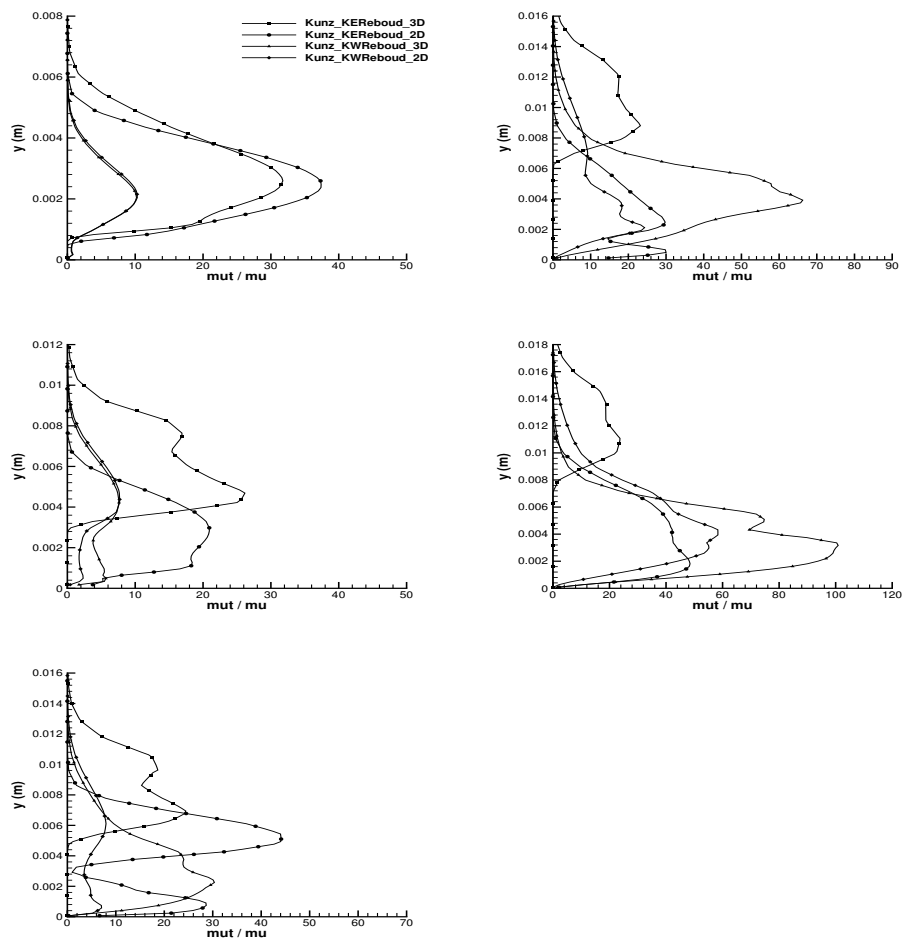 Kunz_KEReboud_3D
Kunz_KEReboud_2D
Kunz_KWReboud_3D
Kunz_KWReboud_2D
0.008
0.006
0.004
0.002
0
y (m)
0 10 20 30 40 50
mut / mu
0.016
0.014
0.012
0.01
0.008
0.006
0.004
0.002
0
y (m)
0 10 20 30 40 50 60 70 80 90
mut / mu
0.012
0.01
0.008
0.006
0.004
0.002
0
y (m)
0 10 20 30 40 50
mut / mu
0.018
0.016
0.014
0.012
0.01
0.008
0.006
0.004
0.002
0
y (m)
0 20 40 60 80 100 120
mut / mu
0.016
0.014
0.012
0.01
0.008
0.006
0.004
0.002
0
y (m)
0 10 20 30 40 50 60 70
mut / mu